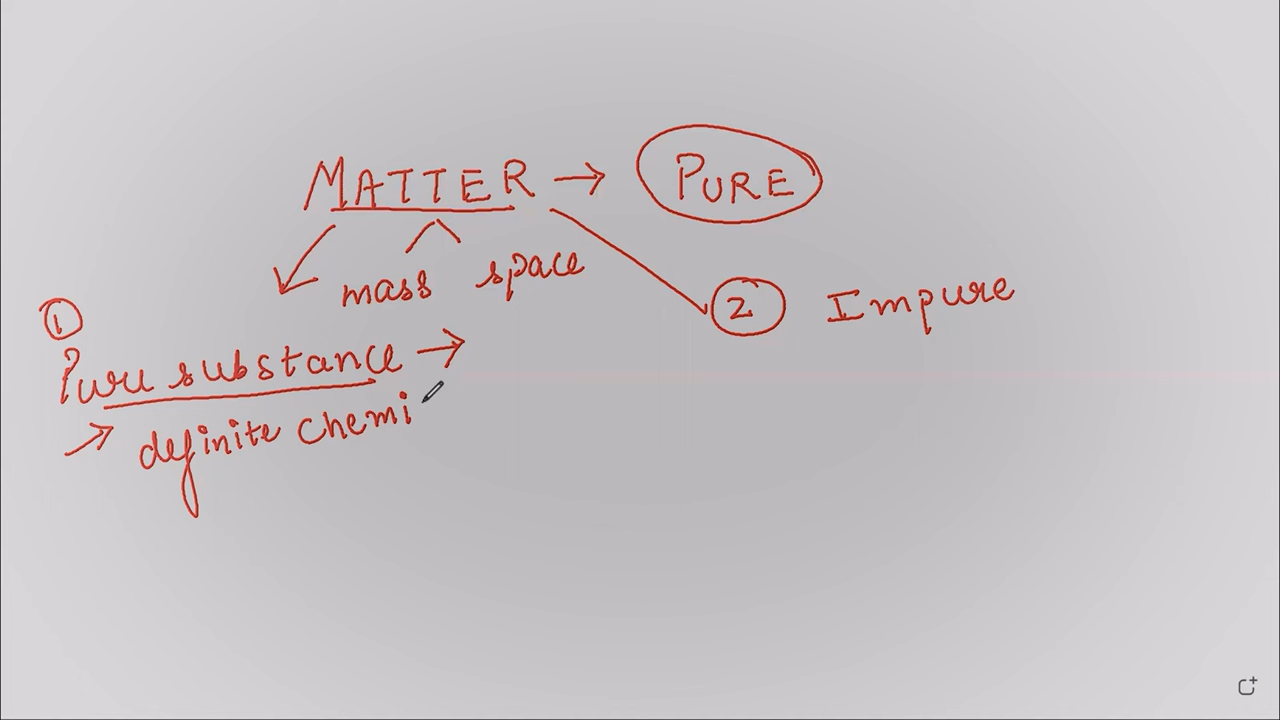 MATTER → PURE
mass space
② Impure
①
Pure substance →
→ definite chemi